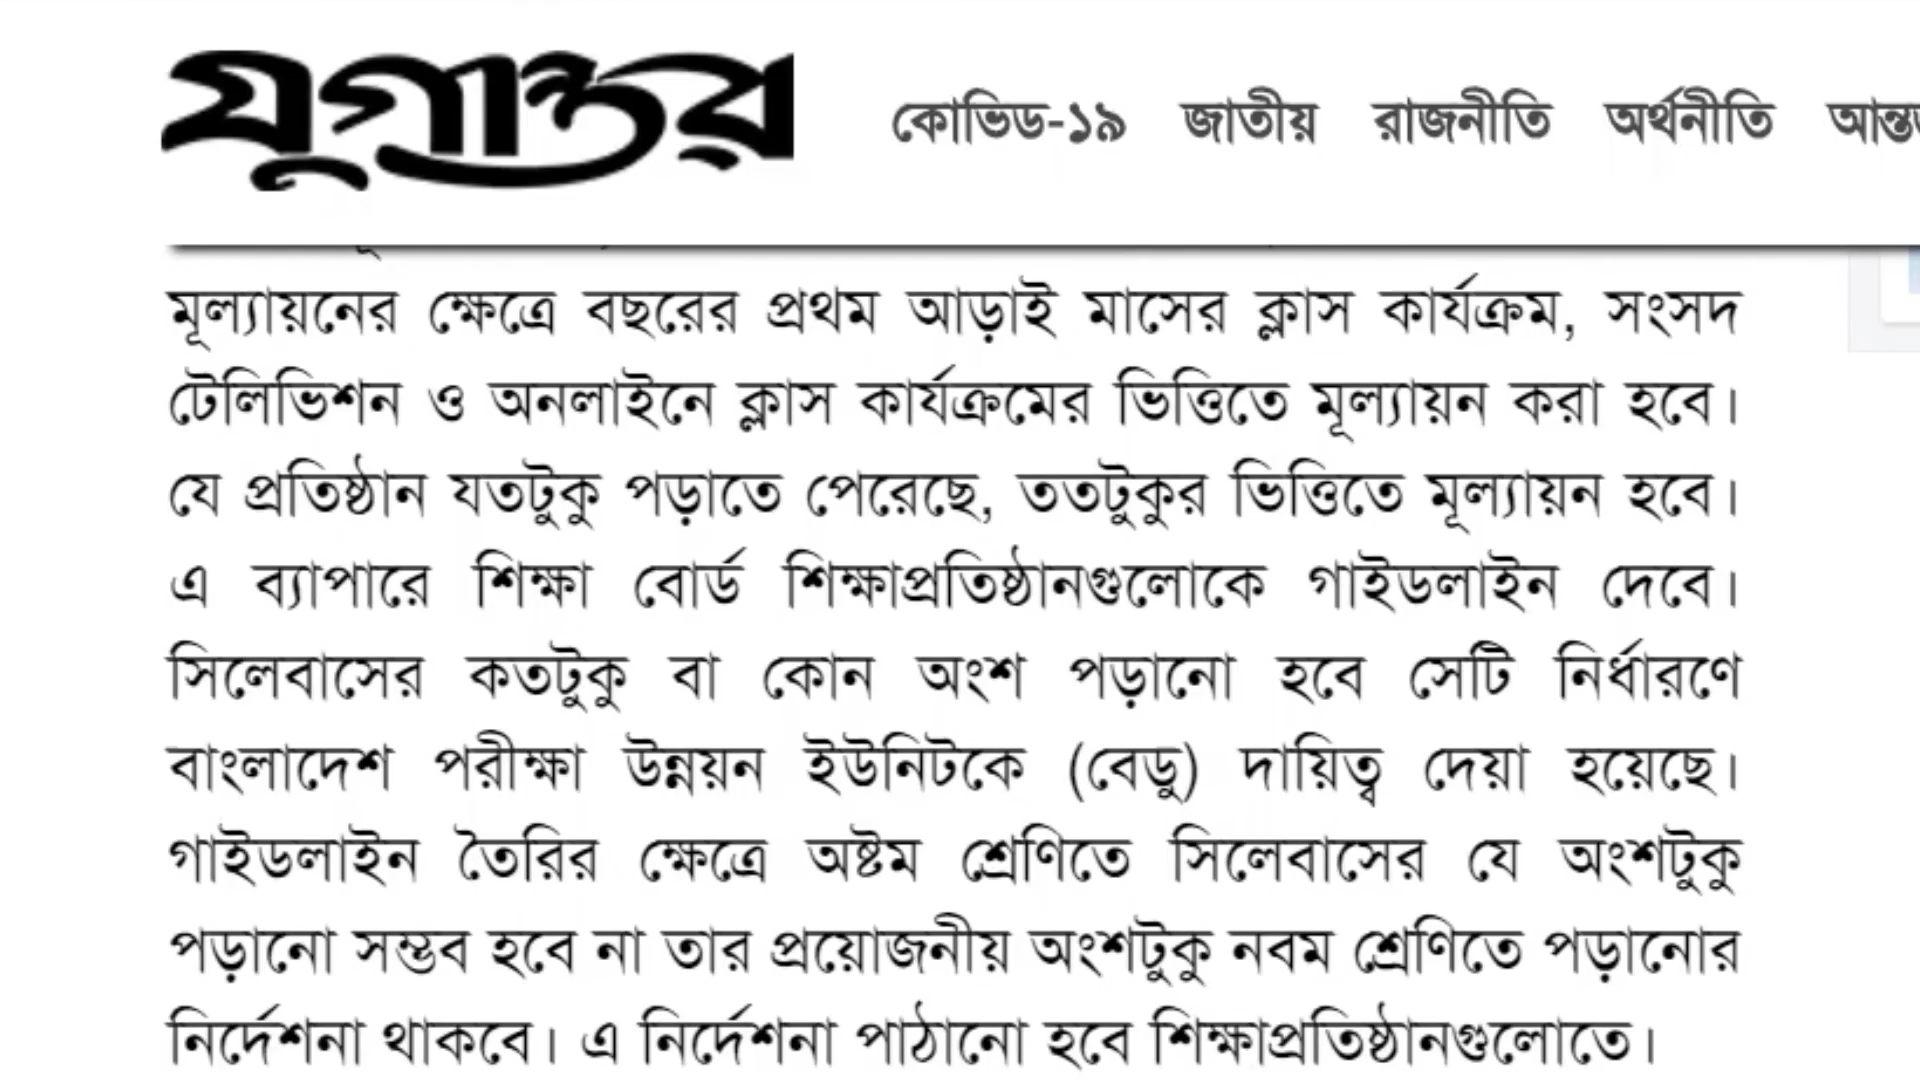 যুগান্তর
কোভিড-১৯ জাতীয় রাজনীতি অর্থনীতি
মূল্যায়নের ক্ষেত্রে বছরের প্রথম আড়াই মাসের ক্লাস কার্যক্রম, সংসদ
টেলিভিশন ও অনলাইনে ক্লাস কার্যক্রমের ভিত্তিতে মূল্যায়ন করা হবে।
যে প্রতিষ্ঠান যতটুকু পড়াতে পেরেছে, ততটুকুর ভিত্তিতে মূল্যায়ন হবে।
এ ব্যাপারে শিক্ষা বোর্ড শিক্ষাপ্রতিষ্ঠানগুলোকে গাইডলাইন দেবে।
সিলেবাসের কতটুকু বা কোন অংশ পড়ানো হবে সেটি নির্ধারণে
বাংলাদেশ পরীক্ষা উন্নয়ন ইউনিটকে (বেডু) দায়িত্ব দেয়া হয়েছে।
গাইডলাইন তৈরির ক্ষেত্রে অষ্টম শ্রেণিতে সিলেবাসের যে অংশটুকু
পড়ানো সম্ভব হবে না তার প্রয়োজনীয় অংশটুকু নবম শ্রেণিতে পড়ানোর
নির্দেশনা থাকবে। এ নির্দেশনা পাঠানো হবে শিক্ষাপ্রতিষ্ঠানগুলোতে।